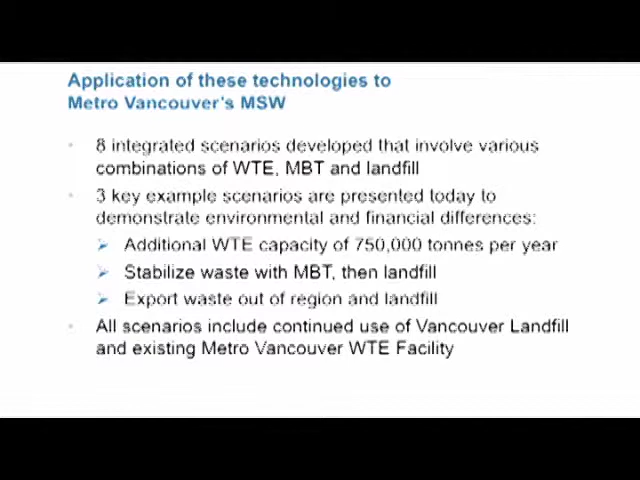 Application of these technologies to
Metro Vancouver's MSW
8 integrated scenarios developed that involve various
combinations of WTE, MBT and landfill
3 key example scenarios are presented today to
demonstrate environmental and financial differences:
Additional WTE capacity of 750,000 tonnes per year
Stabilize waste with MBT, then landfill
Export waste out of region and landfill
All scenarios include continued use of Vancouver Landfill
and existing Metro Vancouver WTE Facility